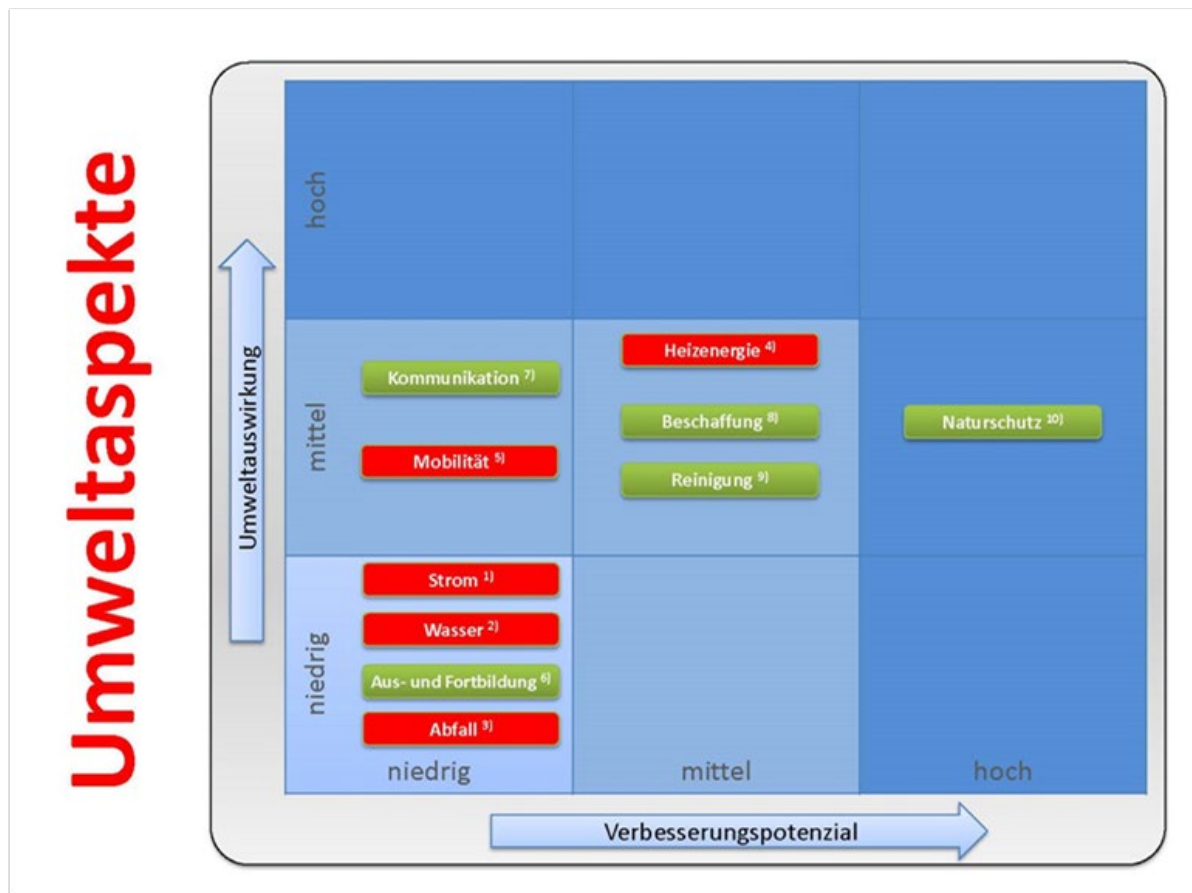 Umweltaspekte
Umweltauswirkung
hoch
mittel
niedrig
Kommunikation 7)
Mobilität 5)
Heizenergie 4)
Beschaffung 8)
Reinigung 9)
Naturschutz 10)
Strom 1)
Wasser 2)
Aus- und Fortbildung 6)
Abfall 3)
niedrig
mittel
hoch
Verbesserungspotenzial